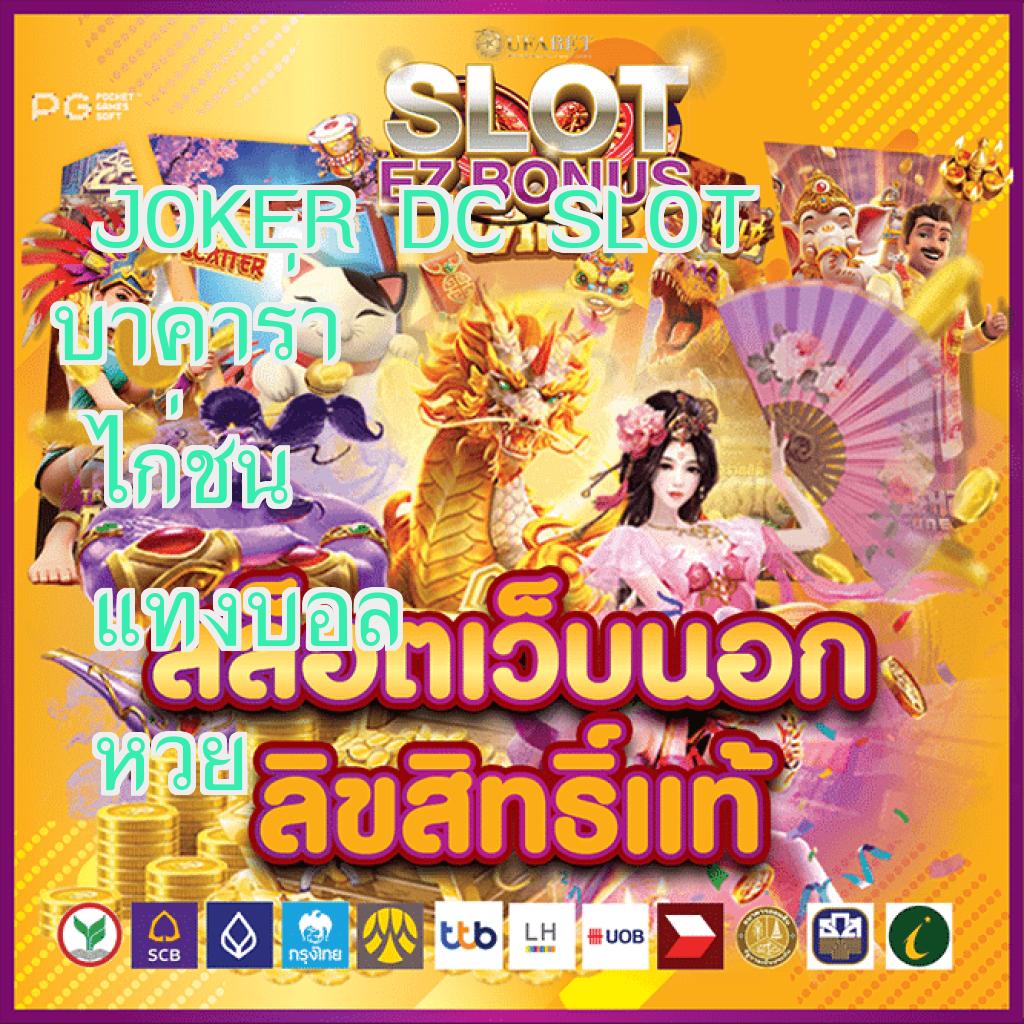 UFABET
SLOT
EZ BONUS
PG POCKET GAMES SOFT
JOKER DC SLOT
SCATTER
บาคารา
ไก่ชน
แทงบอล
สล็อตเว็บนอก
หวย
ลิขสิทธิ์แท้
SCB
กรุงไทย
ttb
LH
UOB